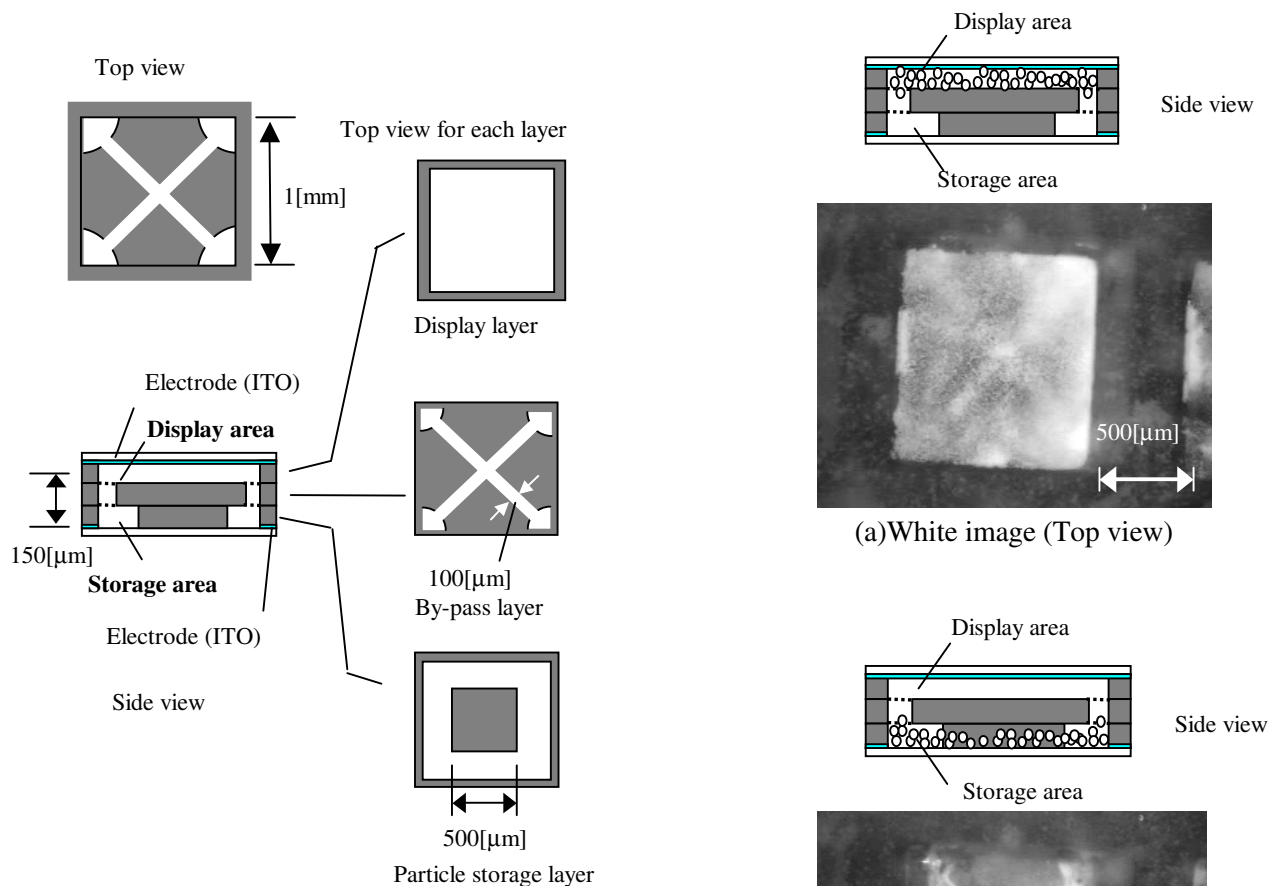 Top view
1[mm]
Top view for each layer
Display layer
Electrode (ITO)
Display area
150[µm]
Storage area
Electrode (ITO)
Side view
100[µm]
By-pass layer
500[µm]
Particle storage layer
Display area
Side view
Storage area
500[µm]
(a)White image (Top view)
Display area
Side view
Storage area